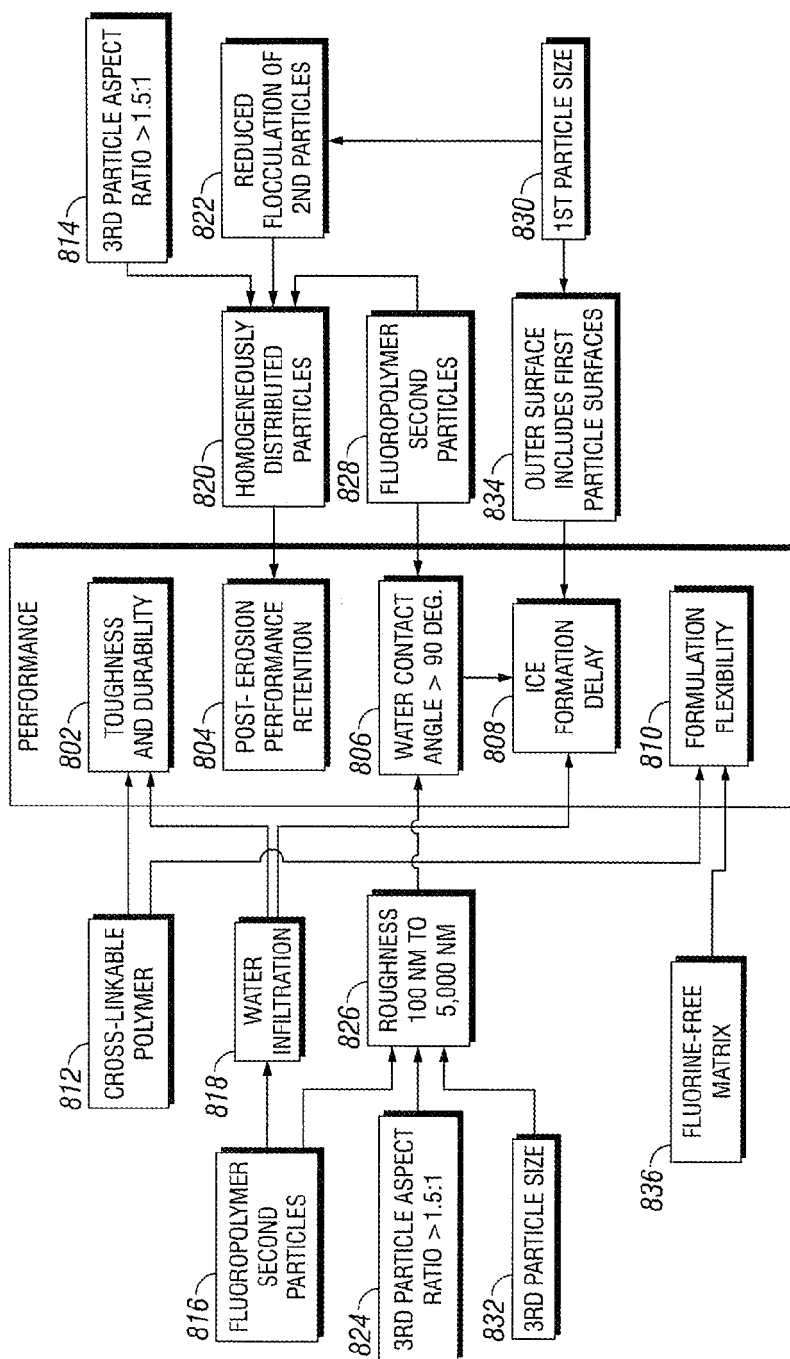 PERFORMANCE
802
TOUGHNESS
AND DURABILITY
804
POST- EROSION
PERFORMANCE
RETENTION
806
WATER CONTACT
ANGLE > 90 DEG.
808
ICE
FORMATION
DELAY
810
FORMULATION
FLEXIBILITY
812
CROSS-LINKABLE
POLYMER
816
FLUOROPOLYMER
SECOND
PARTICLES
818
WATER
INFILTRATION
824
3RD PARTICLE ASPECT
RATIO >1.5:1
826
ROUGHNESS
100 NM TO
5,000 NM
832
3RD PARTICLE SIZE
836
FLUORINE-FREE
MATRIX
814
3RD PARTICLE ASPECT
RATIO > 1.5:1
820
HOMOGENEOUSLY
DISTRIBUTED
PARTICLES
822
REDUCED
FLOCCULATION OF
2ND PARTICLES
828
FLUOROPOLYMER
SECOND
PARTICLES
830
1ST PARTICLE SIZE
834
OUTER SURFACE
INCLUDES FIRST
PARTICLE SURFACES